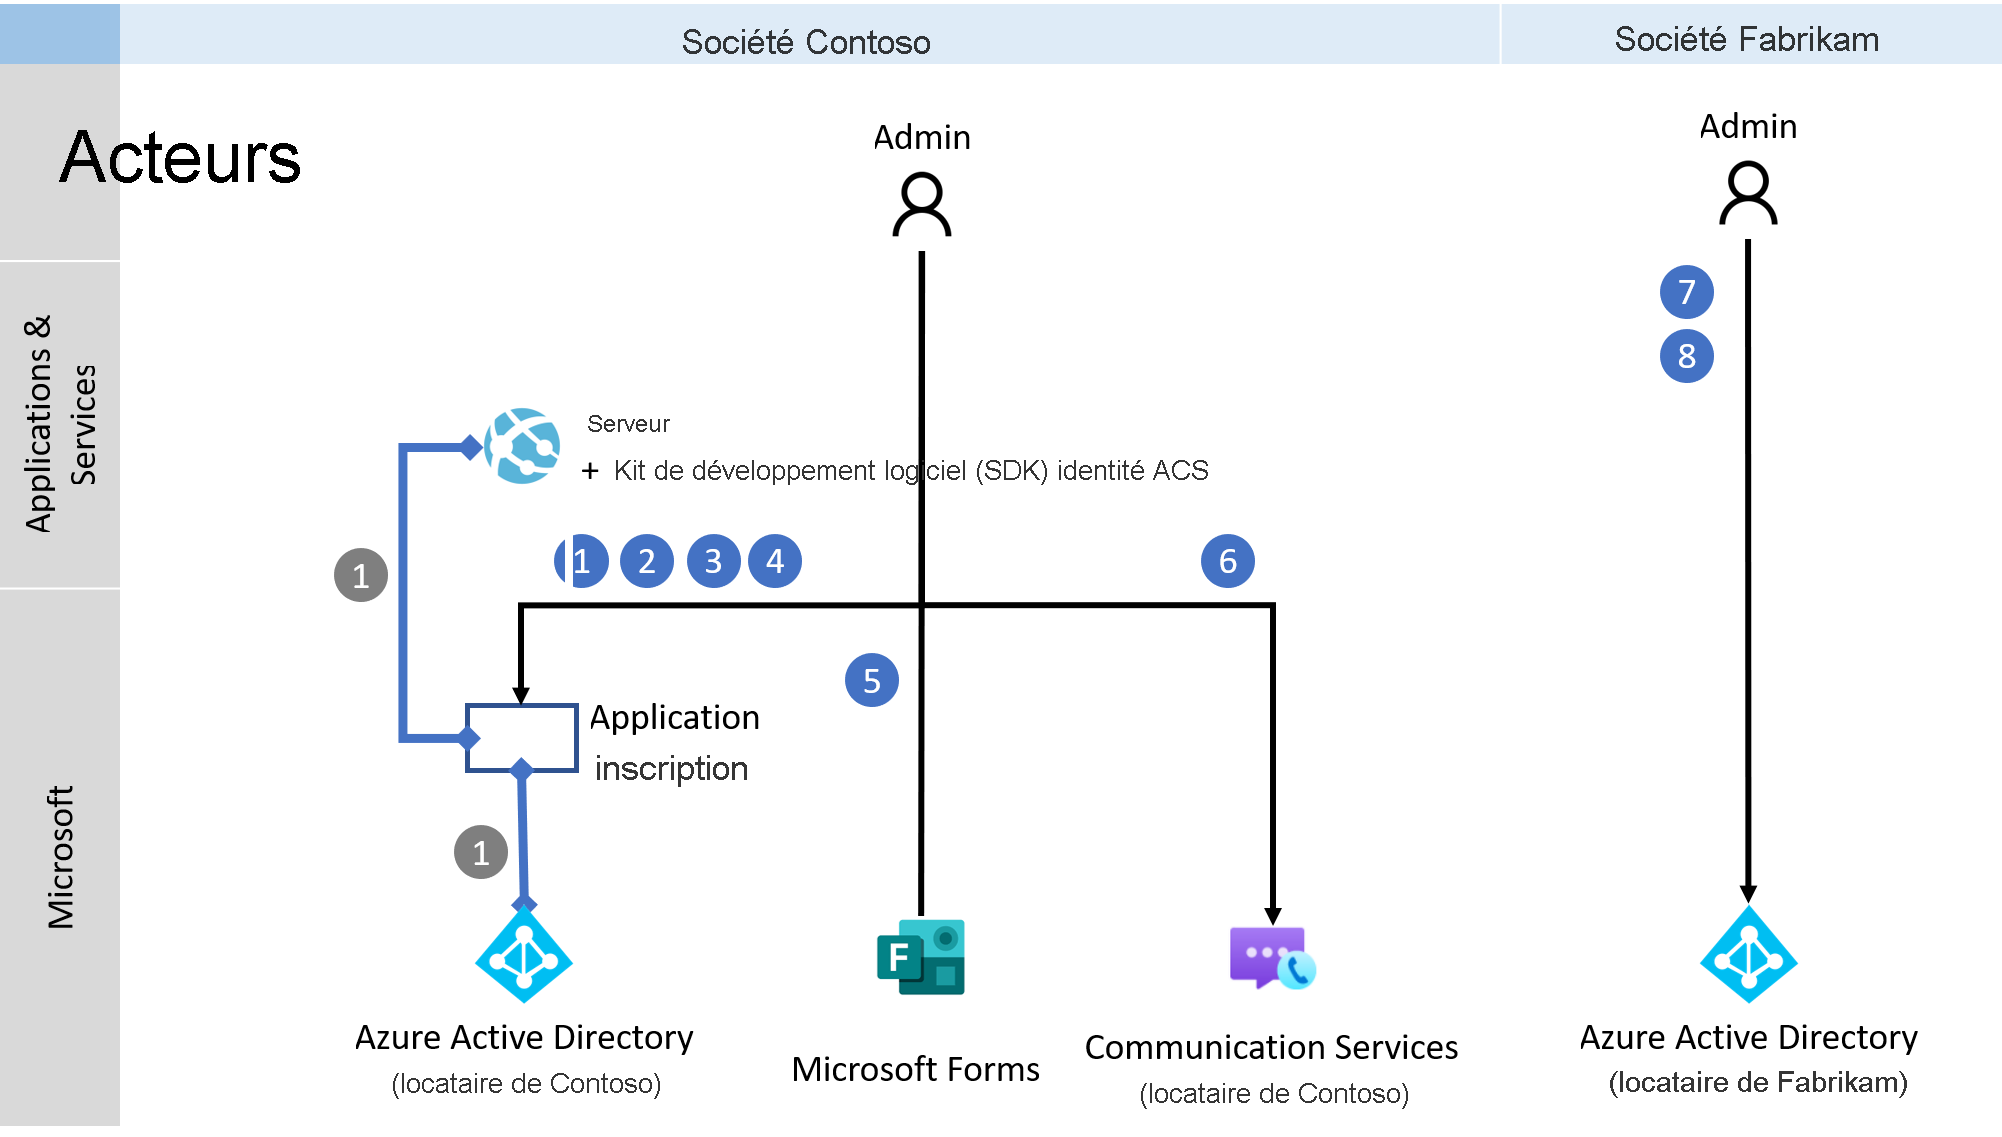 Société Contoso
Société Fabrikam
Acteurs
Admin
Admin
7
8
Applications &
Services
Serveur
+ Kit de développement logiciel (SDK) identité ACS
1
1 2 3 4
6
5
Application
inscription
Microsoft
1
F
Azure Active Directory
(locataire de Contoso)
Microsoft Forms
Communication Services
(locataire de Contoso)
Azure Active Directory
(locataire de Fabrikam)